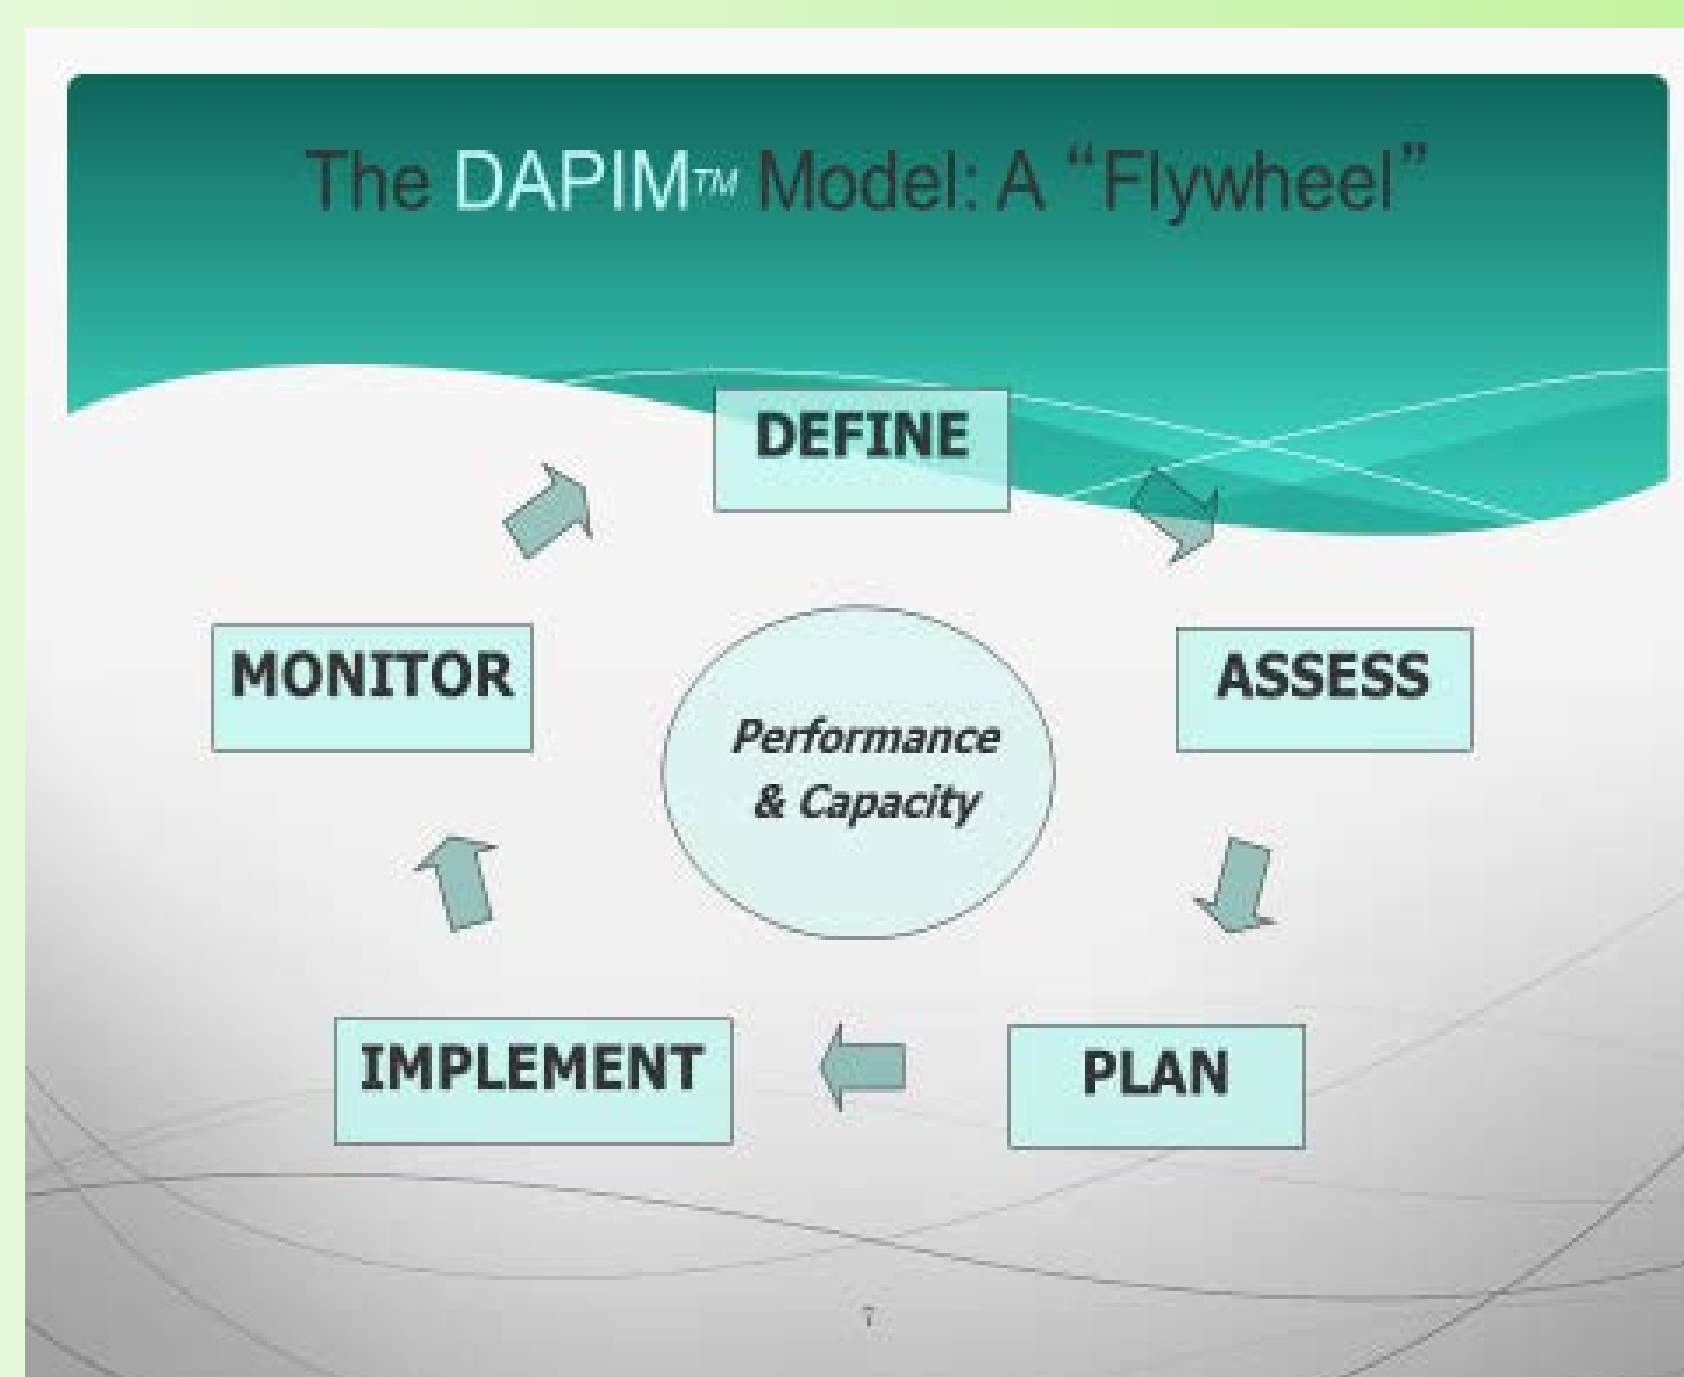 The DAPIM™ Model: A “Flywheel”
DEFINE
ASSESS
PLAN
IMPLEMENT
MONITOR
Performance
& Capacity
7